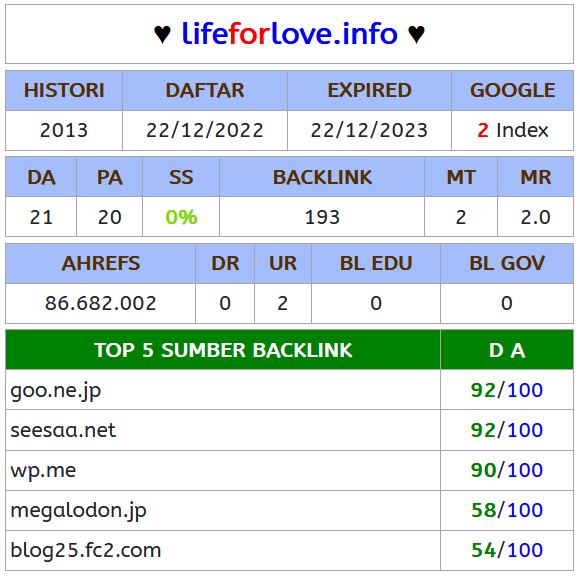 ♥ lifeforlove.info ♥
HISTORI DAFTAR EXPIRED GOOGLE
2013 22/12/2022 22/12/2023 2 Index
DA PA SS BACKLINK MT MR
21 20 0% 193 2 2.0
AHREFS DR UR BL EDU BL GOV
86.682.002 0 2 0 0
TOP 5 SUMBER BACKLINK D A
goo.ne.jp 92/100
seesaa.net 92/100
wp.me 90/100
megalodon.jp 58/100
blog25.fc2.com 54/100